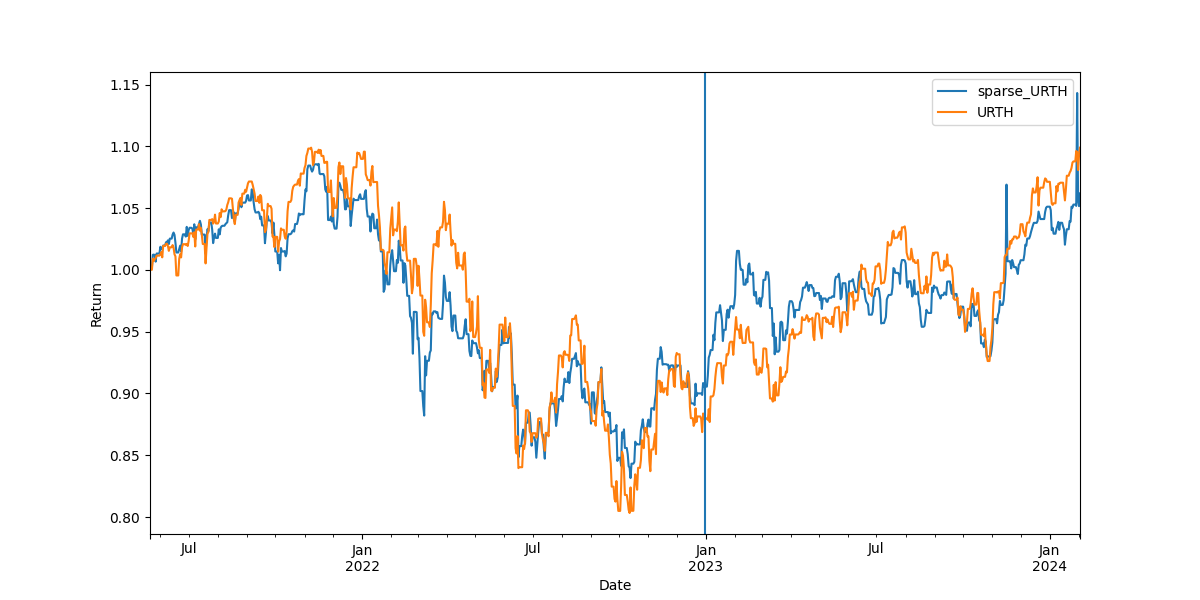 sparse_URTH
URTH
1.15
1.10
1.05
1.00
0.95
0.90
0.85
0.80
Return
Jul
Jan
2022
Jul
Jan
2023
Jul
Jan
2024
Date